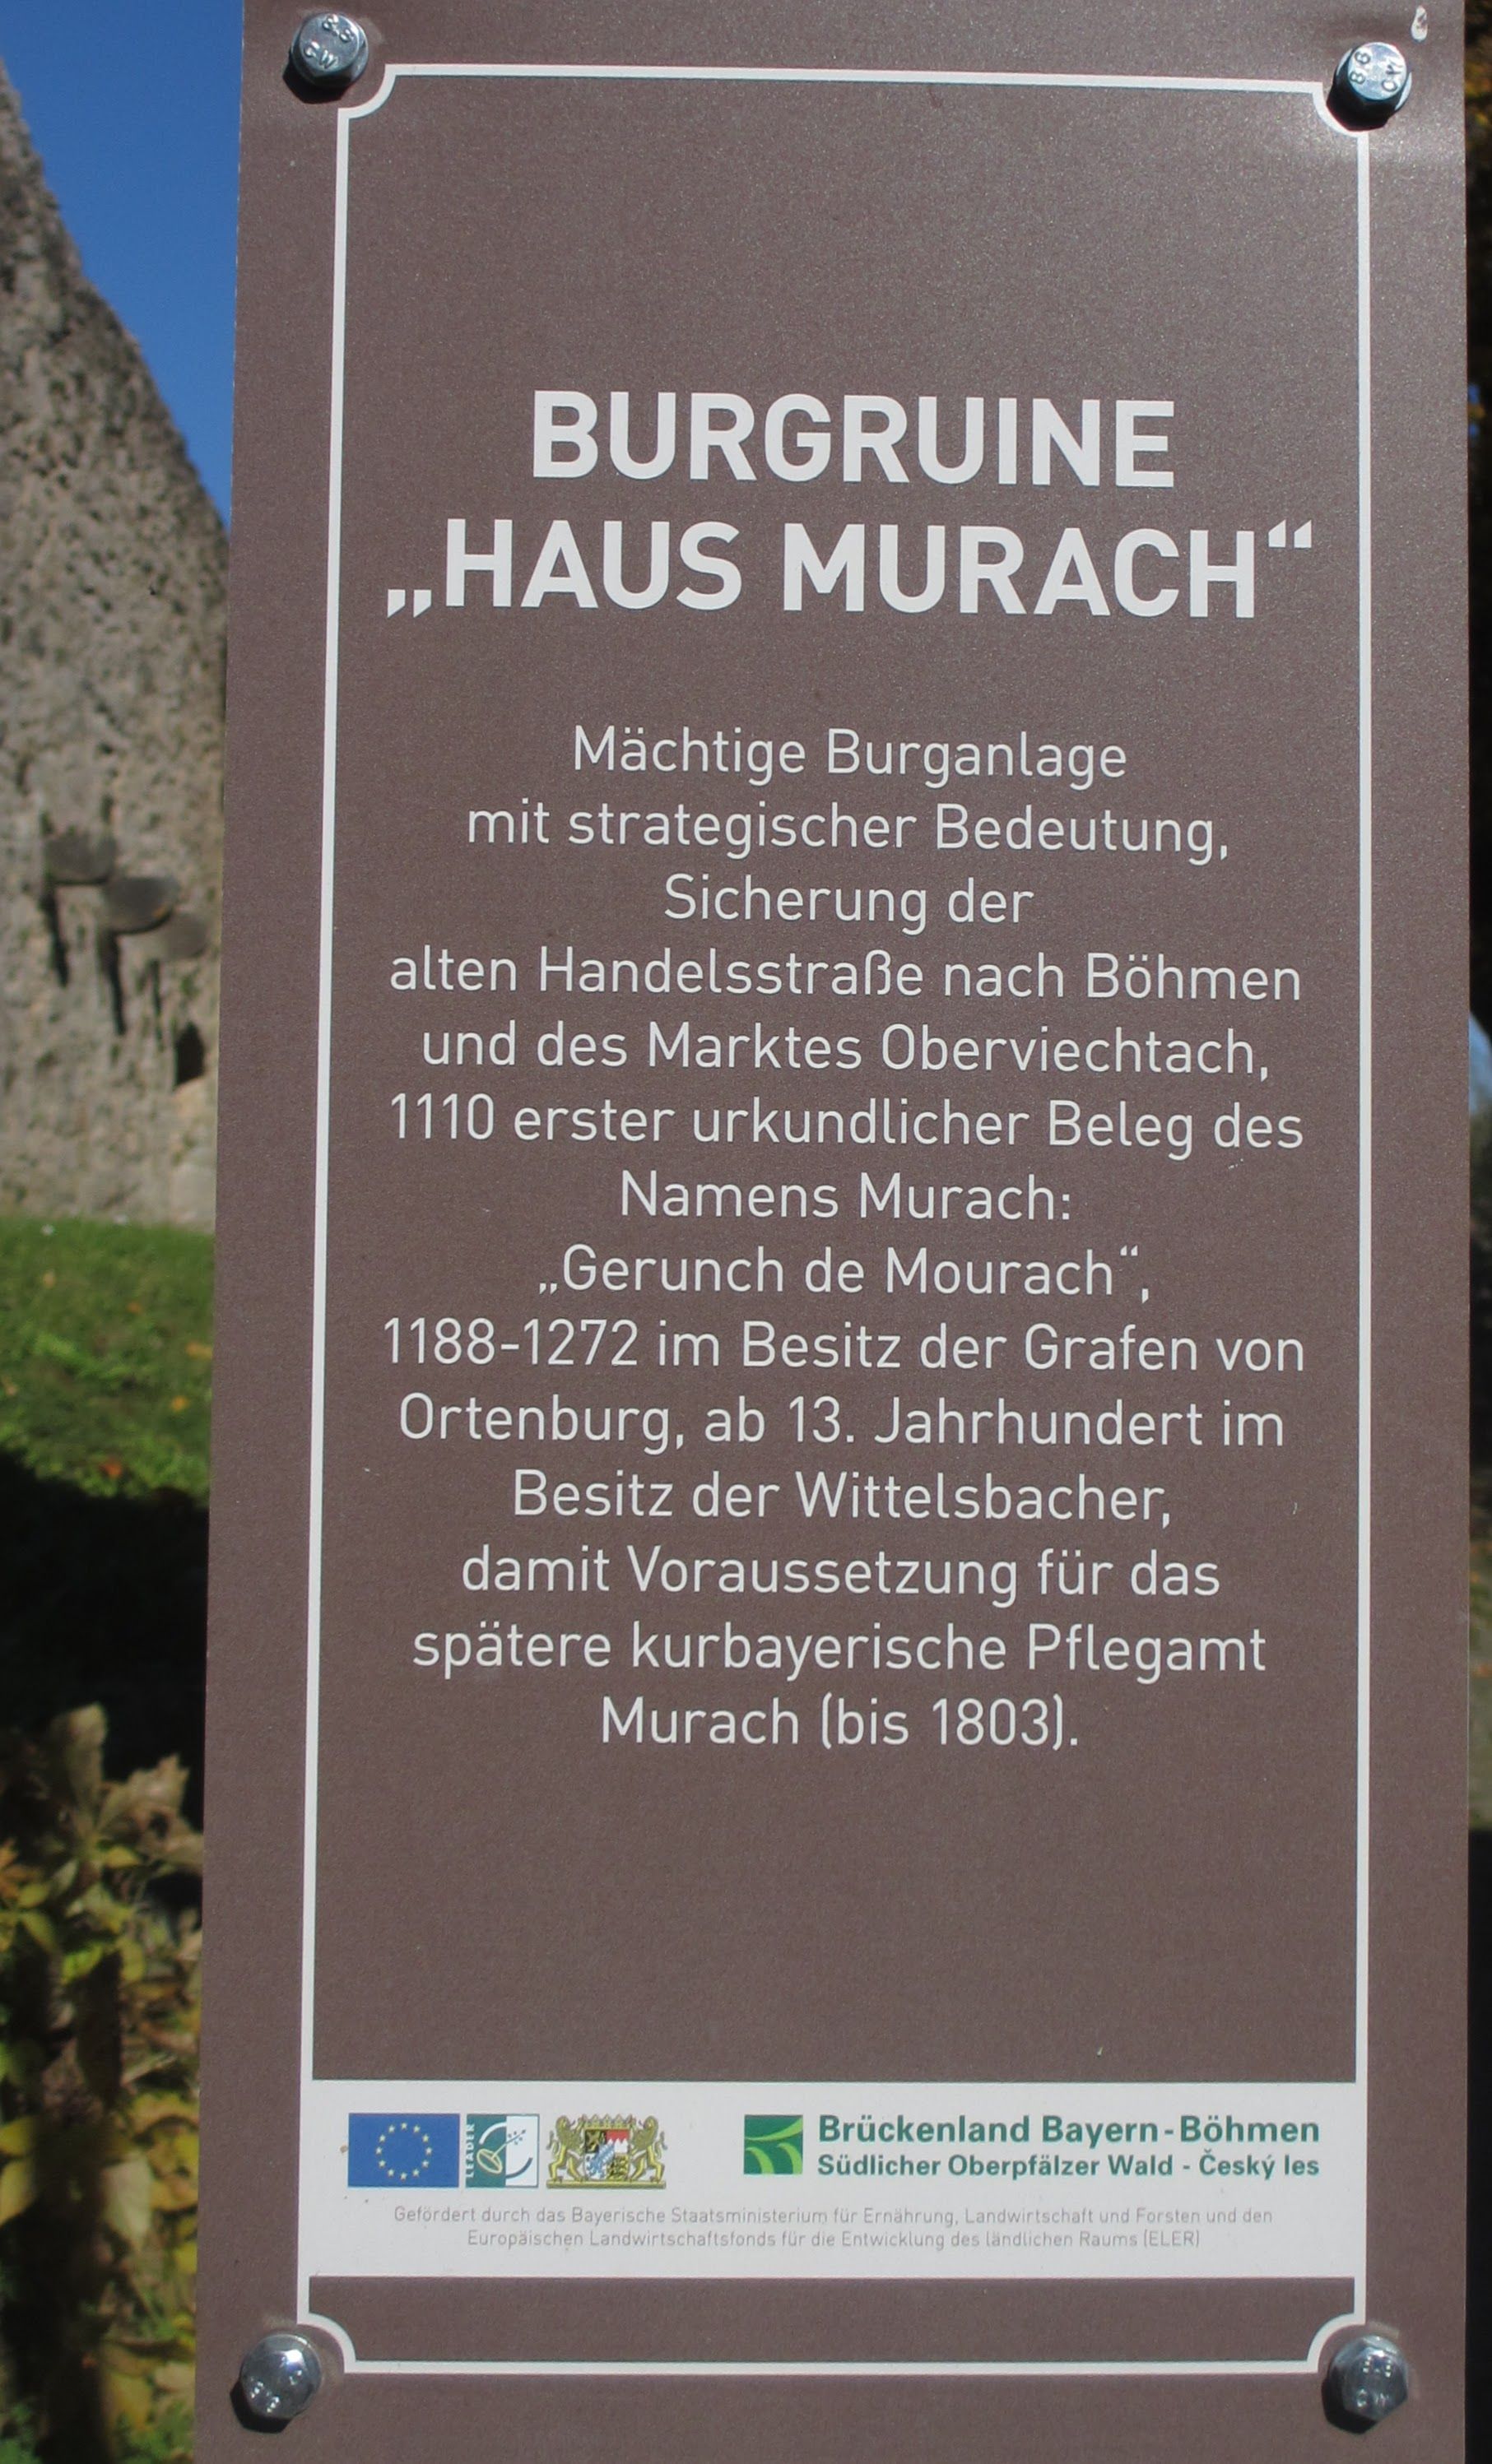 BURGRUINE
„HAUS MURACH“
Mächtige Burganlage
mit strategischer Bedeutung,
Sicherung der
alten Handelsstraße nach Böhmen
und des Marktes Oberviechtach,
1110 erster urkundlicher Beleg des
Namens Murach:
„Gerunch de Mourach“,
1188-1272 im Besitz der Grafen von
Ortenburg, ab 13. Jahrhundert im
Besitz der Wittelsbacher,
damit Voraussetzung für das
spätere kurbayerische Pflegamt
Murach (bis 1803).
LEADER
Brückenland Bayern-Böhmen
Südlicher Oberpfälzer Wald - Český les
Gefördert durch das Bayerische Staatsministerium für Ernährung, Landwirtschaft und Forsten und den
Europäischen Landwirtschaftsfonds für die Entwicklung des ländlichen Raums (ELER)